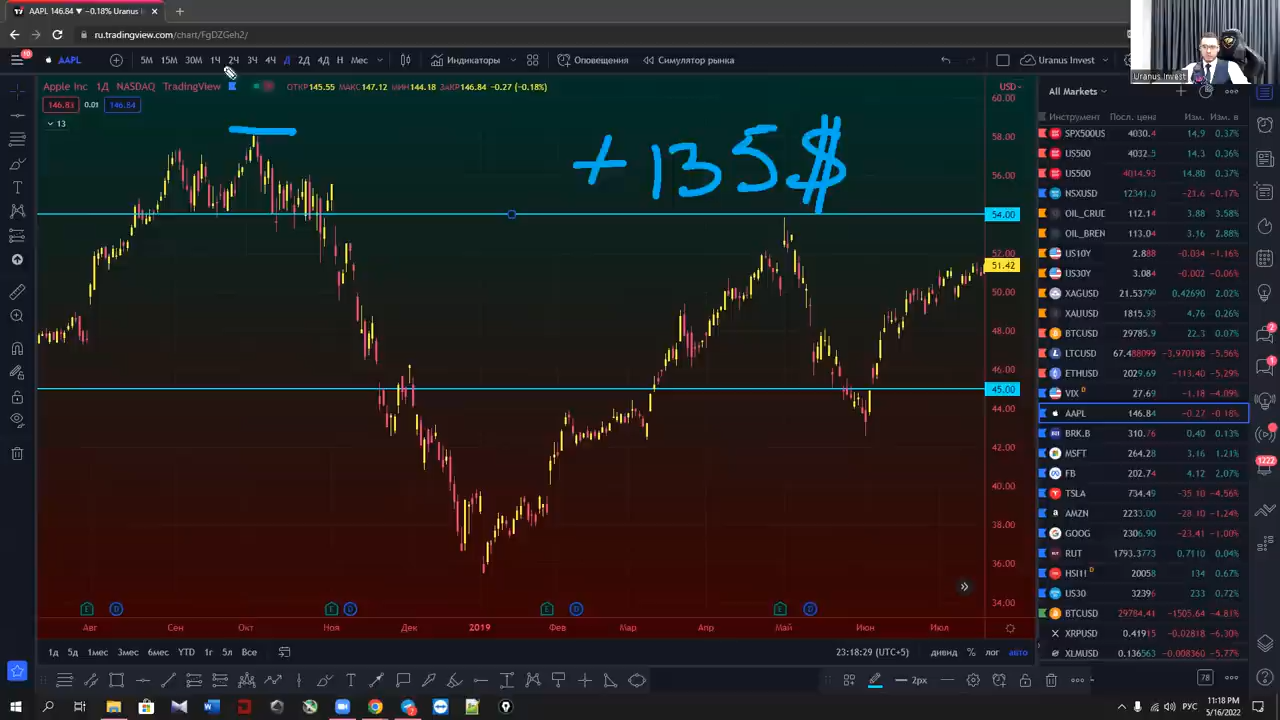 AAPL 146.84 ▼ −0.18% Uranus In
ru.tradingview.com/chart/FgDZGeh2/
10
AAPL 5М 15М 30М 1Ч 2Ч 3Ч 4Ч Д 2Д 4Д Н Мес Индикаторы Оповещения Симулятор рынка Uranus Invest
Uranus Invest
Apple Inc 1Д NASDAQ TradingView ОТКР145.55 МАКС147.12 МИН144.18 ЗАКР146.84 −0.27 (−0.18%) USD
146.83 0.01 146.84
13
+135$
60.00
58.00
56.00
54.00
52.00
51.42
50.00
48.00
46.00
45.00
44.00
42.00
40.00
38.00
36.00
34.00
E D E D E D E D
Авг Сен Окт Ноя Дек 2019 Фев Мар Апр Май Июн Июл
1д 5д 1мес 3мес 6мес YTD 1г 5л Все 23:18:29 (UTC+5) дивид % лог авто
2px
All Markets
Инструмент Посл. цена Изм. Изм. в
SPX500US 4030.4 14.9 0.37%
US500 4032.5 14.3 0.36%
US500 4014.93 14.80 0.37%
NSXUSD 12341.0 −21.6 −0.17%
OIL_CRUD 112.14 3.88 3.58%
OIL_BREN 113.04 3.16 2.88%
US10Y 2.888 −0.034 −1.16%
US30Y 3.084 −0.002 −0.06%
XAGUSD 21.5379 0.42690 2.02%
XAUUSD 1815.93 4.76 0.26%
BTCUSD 29785.9 22.3 0.07%
LTCUSD 67.488099 −3.970198 −5.56%
ETHUSD 2029.69 −113.40 −5.29%
VIX D 27.69 −1.18 −4.09%
AAPL 146.84 −0.27 −0.18%
BRK.B 310.76 0.40 0.13%
MSFT 264.28 3.16 1.21%
FB 202.74 4.12 2.07%
TSLA 734.49 −35.10 −4.56%
AMZN 2233.00 −28.10 −1.24%
GOOG 2306.90 −23.41 −1.00%
RUT 1793.3773 0.7110 0.04%
HSI1! D 20058 134 0.67%
US30 32396 233 0.72%
BTCUSD 29784.41 −1505.64 −4.81%
XRPUSD 0.41915 −0.02818 −6.30%
XLMUSD 0.136563 −0.008360 −5.77%
78
2
1
1222
РУС 11:18 PM
5/16/2022